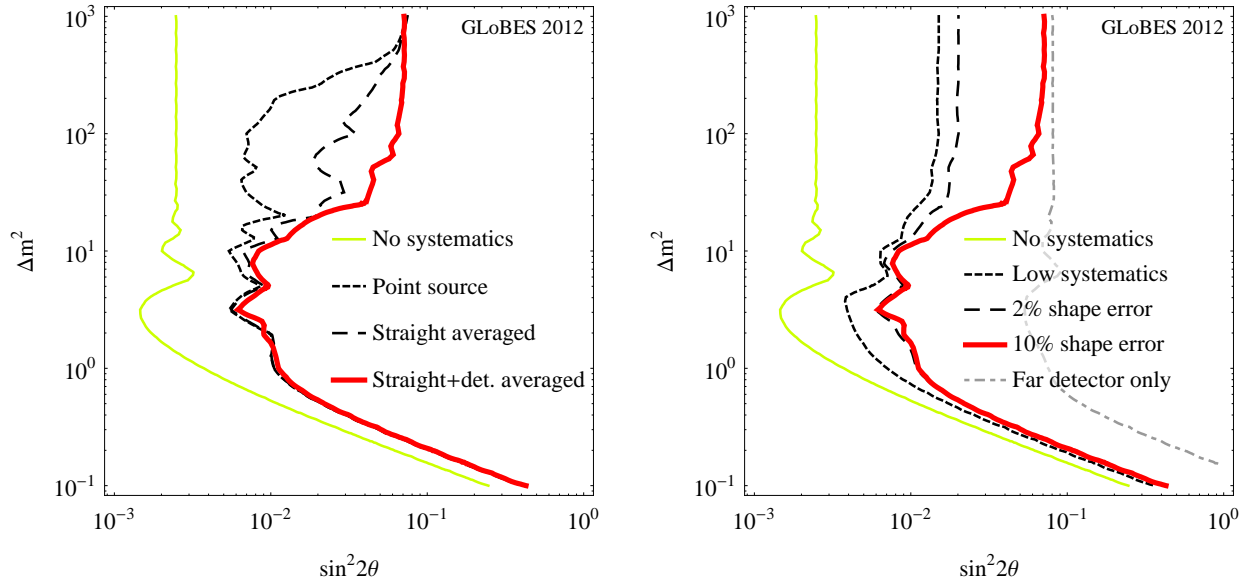 GLoBES 2012
10^3
10^2
10^1
10^0
10^-1
Δm^2
No systematics
Point source
Straight averaged
Straight+det. averaged
10^-3
10^-2
10^-1
10^0
sin^2 2θ
GLoBES 2012
10^3
10^2
10^1
10^0
10^-1
Δm^2
No systematics
Low systematics
2% shape error
10% shape error
Far detector only
10^-3
10^-2
10^-1
10^0
sin^2 2θ